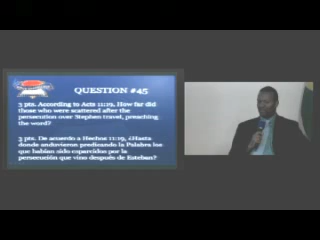 QUESTION #45
3 pts. According to Acts 11:19, How far did
those who were scattered after the
persecution over Stephen travel, preaching
the word?
3 pts. De acuerdo a Hechos 11:19, ¿Hasta
donde anduvieron predicando la Palabra los
que habían sido esparcidos por la
persecución que vino después de Esteban?